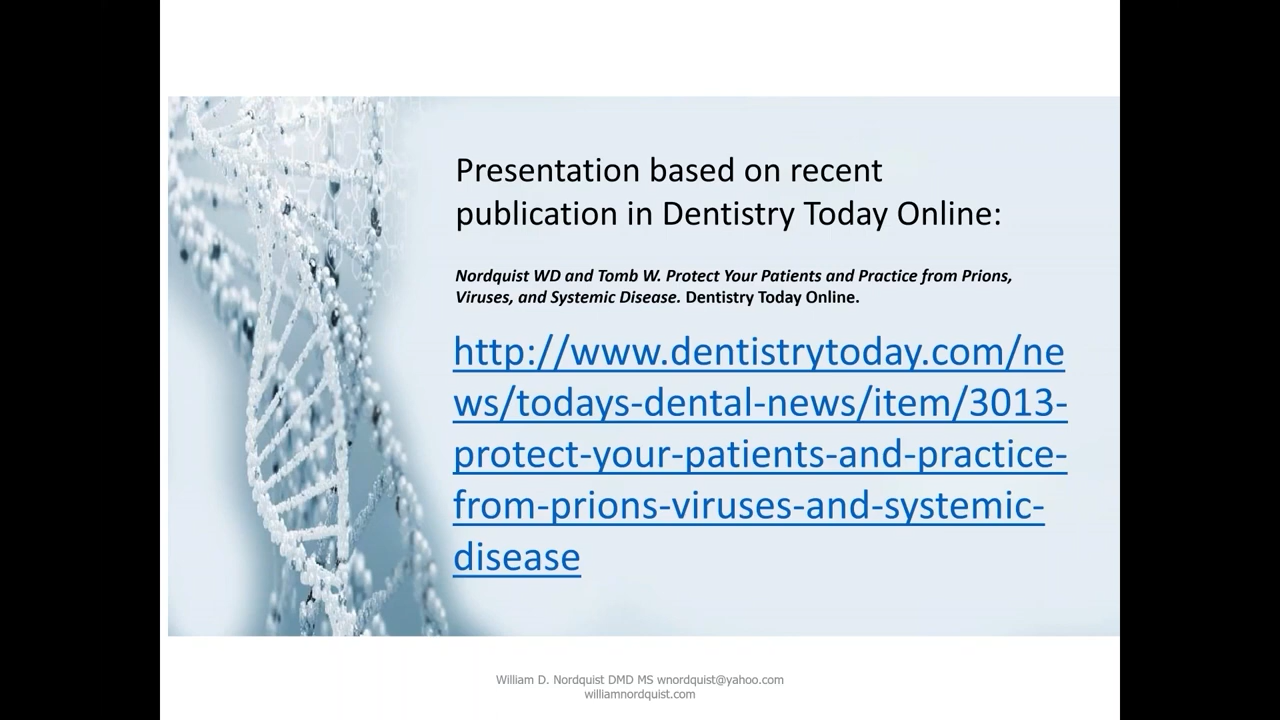 Presentation based on recent
publication in Dentistry Today Online:
Nordquist WD and Tomb W. Protect Your Patients and Practice from Prions,
Viruses, and Systemic Disease. Dentistry Today Online.
http://www.dentistrytoday.com/ne
ws/todays-dental-news/item/3013-
protect-your-patients-and-practice-
from-prions-viruses-and-systemic-
disease
William D. Nordquist DMD MS wnordquist@yahoo.com
williamnordquist.com